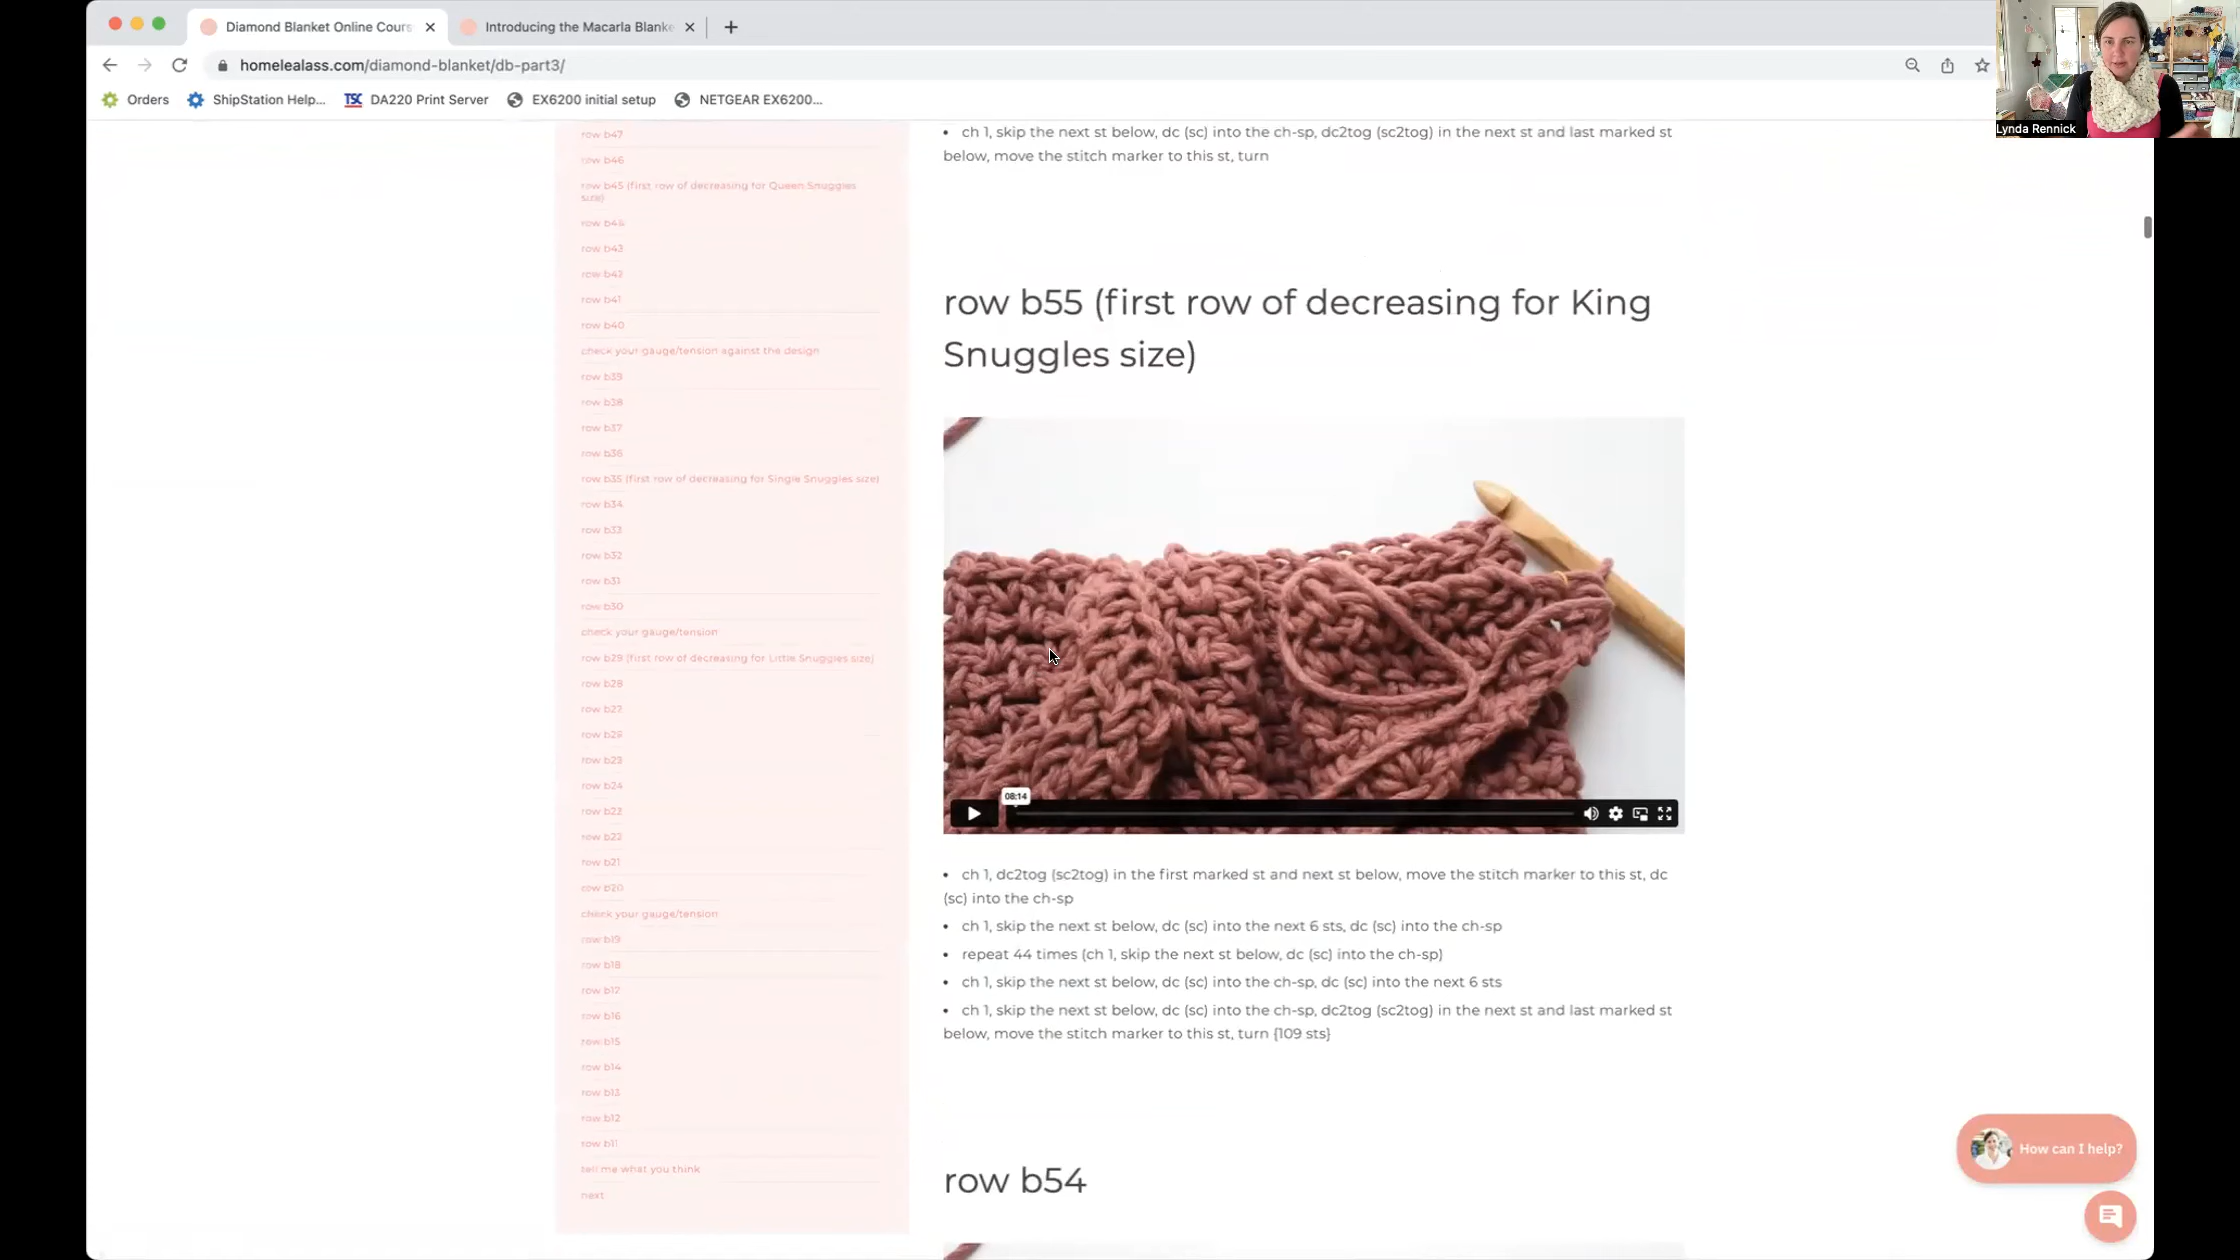 Diamond Blanket Online Cours
Introducing the Macarla Blanke
homelealass.com/diamond-blanket/db-part3/
Orders
ShipStation Help...
TSC DA220 Print Server
EX6200 initial setup
NETGEAR EX6200...
Lynda Rennick
row b47
row b46
row b45 (first row of decreasing for Queen Snuggles
size)
row b44
row b43
row b42
row b41
row b40
check your gauge/tension against the design
row b39
row b38
row b37
row b36
row b35 (first row of decreasing for Single Snuggles size)
row b34
row b33
row b32
row b31
row b30
check your gauge/tension
row b29 (first row of decreasing for Little Snuggles size)
row b28
row b27
row b26
row b25
row b24
row b23
row b22
row b21
row b20
check your gauge/tension
row b19
row b18
row b17
row b16
row b15
row b14
row b13
row b12
row b11
tell me what you think
next
• ch 1, skip the next st below, dc (sc) into the ch-sp, dc2tog (sc2tog) in the next st and last marked st
below, move the stitch marker to this st, turn
row b55 (first row of decreasing for King
Snuggles size)
08:14
• ch 1, dc2tog (sc2tog) in the first marked st and next st below, move the stitch marker to this st, dc
(sc) into the ch-sp
• ch 1, skip the next st below, dc (sc) into the next 6 sts, dc (sc) into the ch-sp
• repeat 44 times (ch 1, skip the next st below, dc (sc) into the ch-sp)
• ch 1, skip the next st below, dc (sc) into the ch-sp, dc (sc) into the next 6 sts
• ch 1, skip the next st below, dc (sc) into the ch-sp, dc2tog (sc2tog) in the next st and last marked st
below, move the stitch marker to this st, turn {109 sts}
row b54
How can I help?